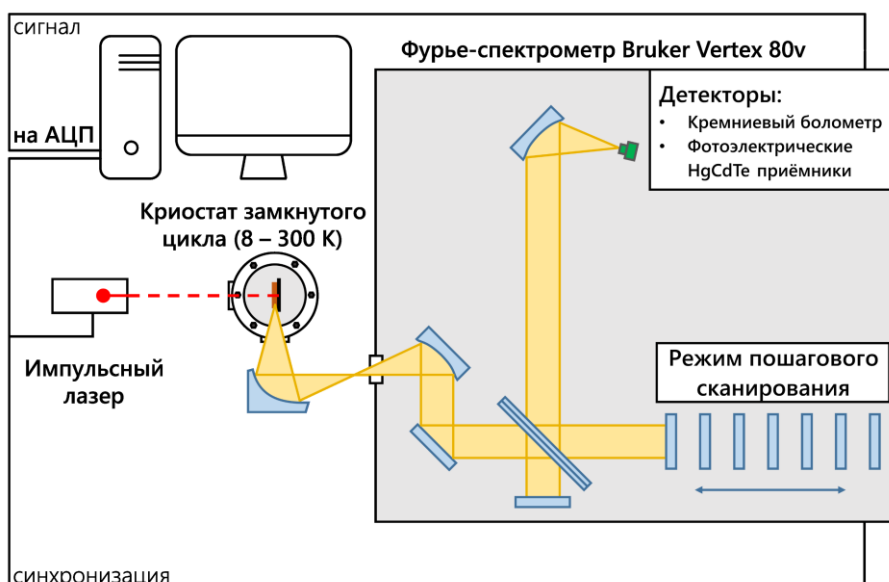 сигнал
Фурье-спектрометр Bruker Vertex 80v
на АЦП
Детекторы:
• Кремниевый болометр
• Фотоэлектрические
HgCdTe приёмники
Криостат замкнутого
цикла (8 – 300 К)
Импульсный
лазер
Режим пошагового
сканирования
синхронизация